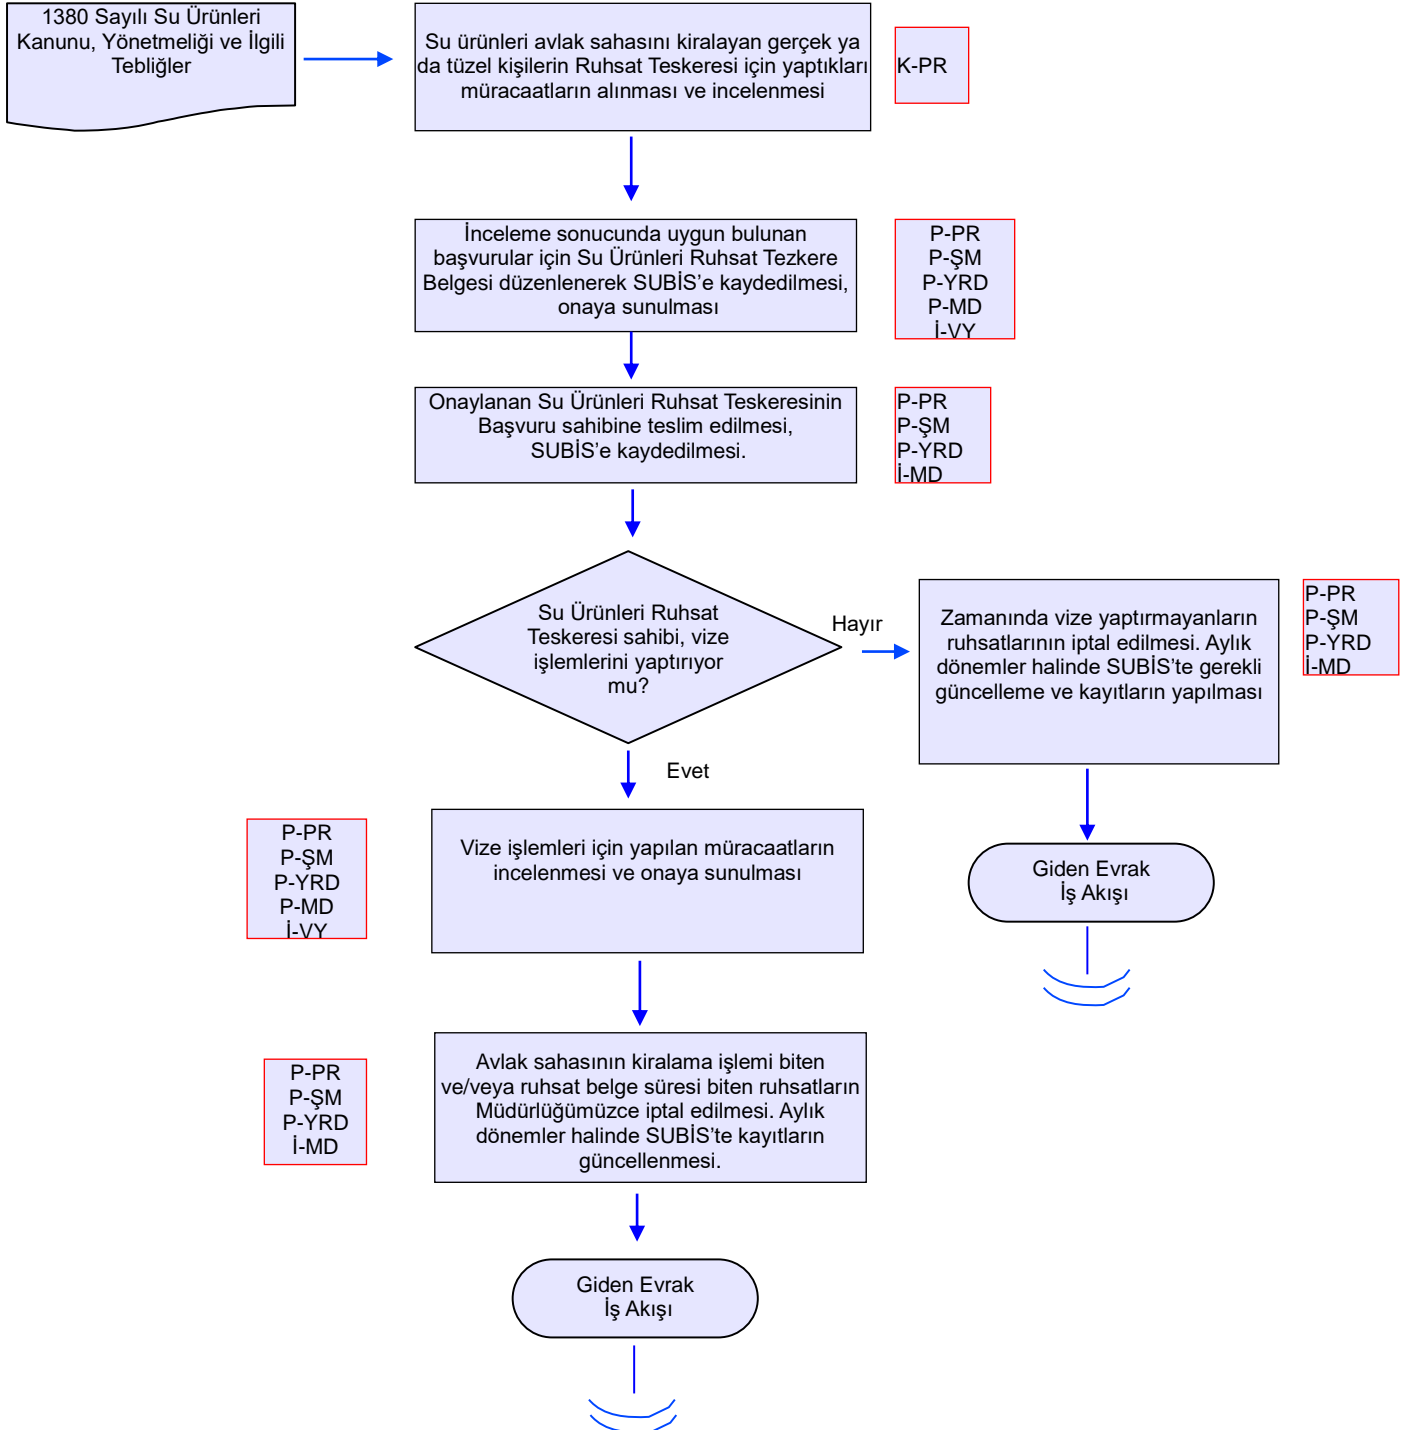 1380 Sayılı Su Ürünleri
Kanunu, Yönetmeliği ve İlgili
Tebliğler
Su ürünleri avlak sahasını kiralayan gerçek ya
da tüzel kişilerin Ruhsat Teskeresi için yaptıkları
müracaatların alınması ve incelenmesi
K-PR
İnceleme sonucunda uygun bulunan
başvurular için Su Ürünleri Ruhsat Tezkere
Belgesi düzenlenerek SUBİS’e kaydedilmesi,
onaya sunulması
P-PR
P-ŞM
P-YRD
P-MD
İ-VY
Onaylanan Su Ürünleri Ruhsat Teskeresinin
Başvuru sahibine teslim edilmesi,
SUBİS’e kaydedilmesi.
P-PR
P-ŞM
P-YRD
İ-MD
Su Ürünleri Ruhsat
Teskeresi sahibi, vize
işlemlerini yaptırıyor
mu?
Hayır
Zamanında vize yaptırmayanların
ruhsatlarının iptal edilmesi. Aylık
dönemler halinde SUBİS’te gerekli
güncelleme ve kayıtların yapılması
P-PR
P-ŞM
P-YRD
İ-MD
Evet
P-PR
P-ŞM
P-YRD
P-MD
İ-VY
Vize işlemleri için yapılan müracaatların
incelenmesi ve onaya sunulması
Giden Evrak
İş Akışı
P-PR
P-ŞM
P-YRD
İ-MD
Avlak sahasının kiralama işlemi biten
ve/veya ruhsat belge süresi biten ruhsatların
Müdürlüğümüzce iptal edilmesi. Aylık
dönemler halinde SUBİS’te kayıtların
güncellenmesi.
Giden Evrak
İş Akışı